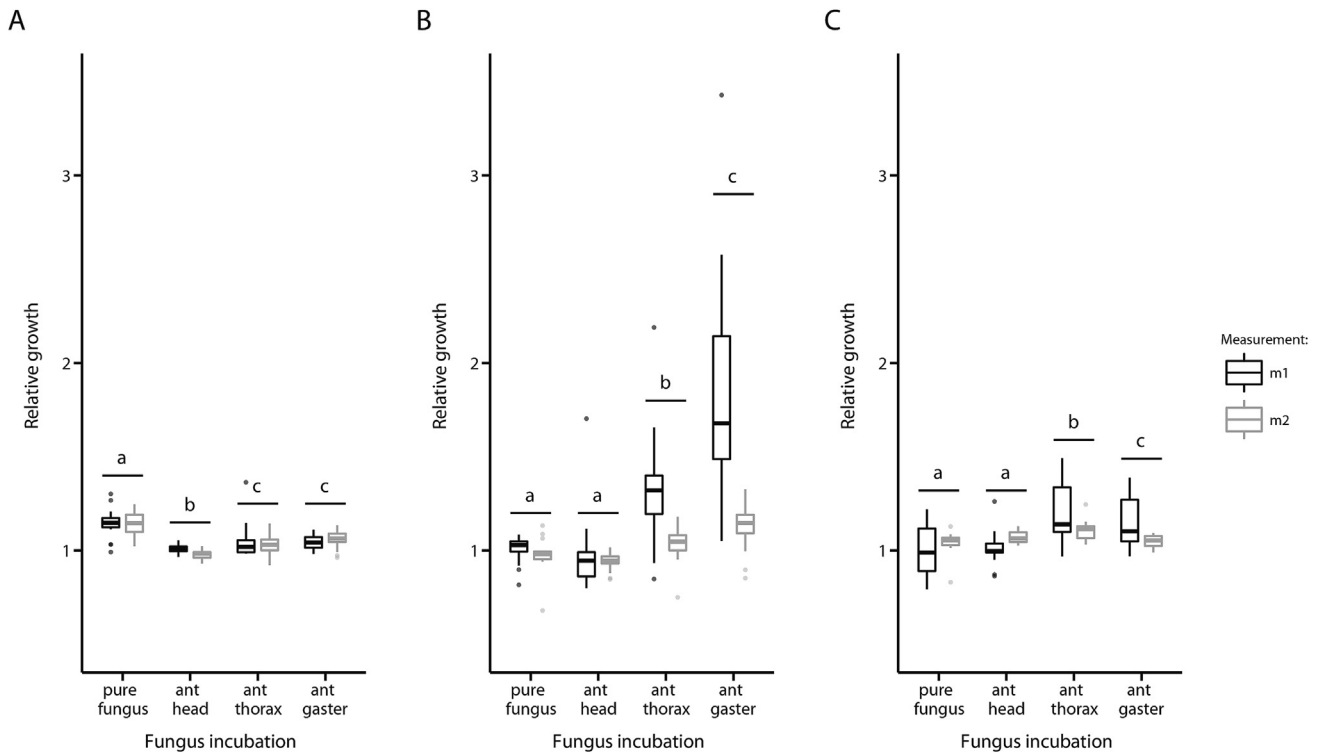 A
Relative growth
3
2
1
a
b
c
c
pure
fungus
ant
head
ant
thorax
ant
gaster
Fungus incubation
B
Relative growth
3
2
1
a
a
b
c
pure
fungus
ant
head
ant
thorax
ant
gaster
Fungus incubation
C
Relative growth
3
2
1
a
a
b
c
pure
fungus
ant
head
ant
thorax
ant
gaster
Fungus incubation
Measurement:
m1
m2